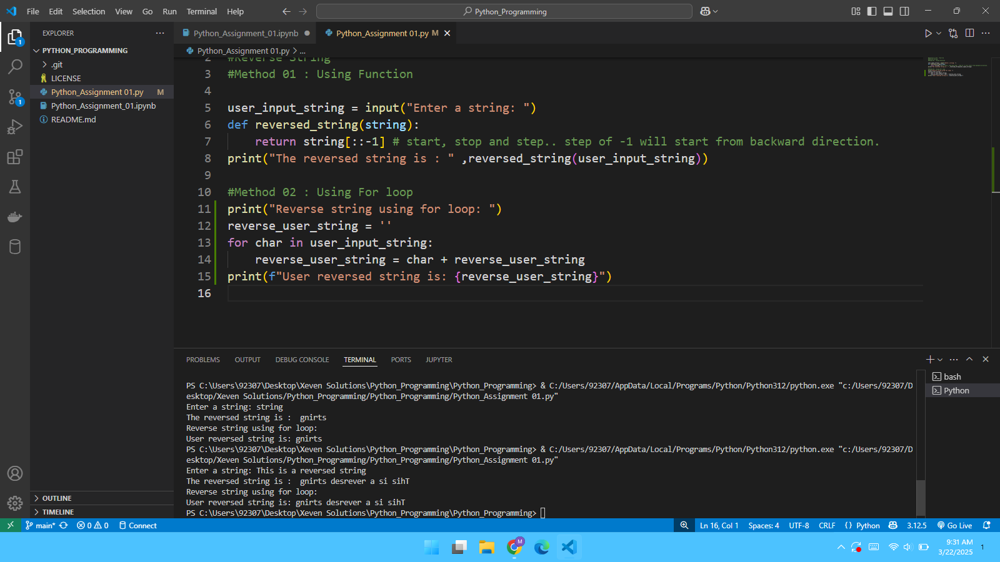 File Edit Selection View Go Run Terminal Help
Python_Programming
EXPLORER
Python_Assignment_01.ipynb
Python_Assignment 01.py M
PYTHON_PROGRAMMING
Python_Assignment 01.py > ...
.git
LICENSE
Python_Assignment 01.py M
Python_Assignment_01.ipynb
README.md
1
1
2 #Reverse String
3 #Method 01 : Using Function
4
5 user_input_string = input("Enter a string: ")
6 def reversed_string(string):
7 return string[::-1] # start, stop and step.. step of -1 will start from backward direction.
8 print("The reversed string is : " ,reversed_string(user_input_string))
9
10 #Method 02 : Using For loop
11 print("Reverse string using for loop: ")
12 reverse_user_string = ''
13 for char in user_input_string:
14 reverse_user_string = char + reverse_user_string
15 print(f"User reversed string is: {reverse_user_string}")
16
PROBLEMS OUTPUT DEBUG CONSOLE TERMINAL PORTS JUPYTER
bash
Python
PS C:\Users\92307\Desktop\Xeven Solutions\Python_Programming\Python_Programming> & C:/Users/92307/AppData/Local/Programs/Python/Python312/python.exe "c:/Users/92307/D
esktop/Xeven Solutions/Python_Programming/Python_Programming/Python_Assignment 01.py"
Enter a string: string
The reversed string is :  gnirts
Reverse string using for loop:
User reversed string is: gnirts
PS C:\Users\92307\Desktop\Xeven Solutions\Python_Programming\Python_Programming> & C:/Users/92307/AppData/Local/Programs/Python/Python312/python.exe "c:/Users/92307/D
esktop/Xeven Solutions/Python_Programming/Python_Programming/Python_Assignment 01.py"
Enter a string: This is a reversed string
The reversed string is :  gnirts desrever a si sihT
Reverse string using for loop:
User reversed string is: gnirts desrever a si sihT
PS C:\Users\92307\Desktop\Xeven Solutions\Python_Programming\Python_Programming>
OUTLINE
TIMELINE
main* 0 0 Connect
Ln 16, Col 1 Spaces: 4 UTF-8 CRLF Python 3.12.5 Go Live
M
9:31 AM
3/22/2025
1